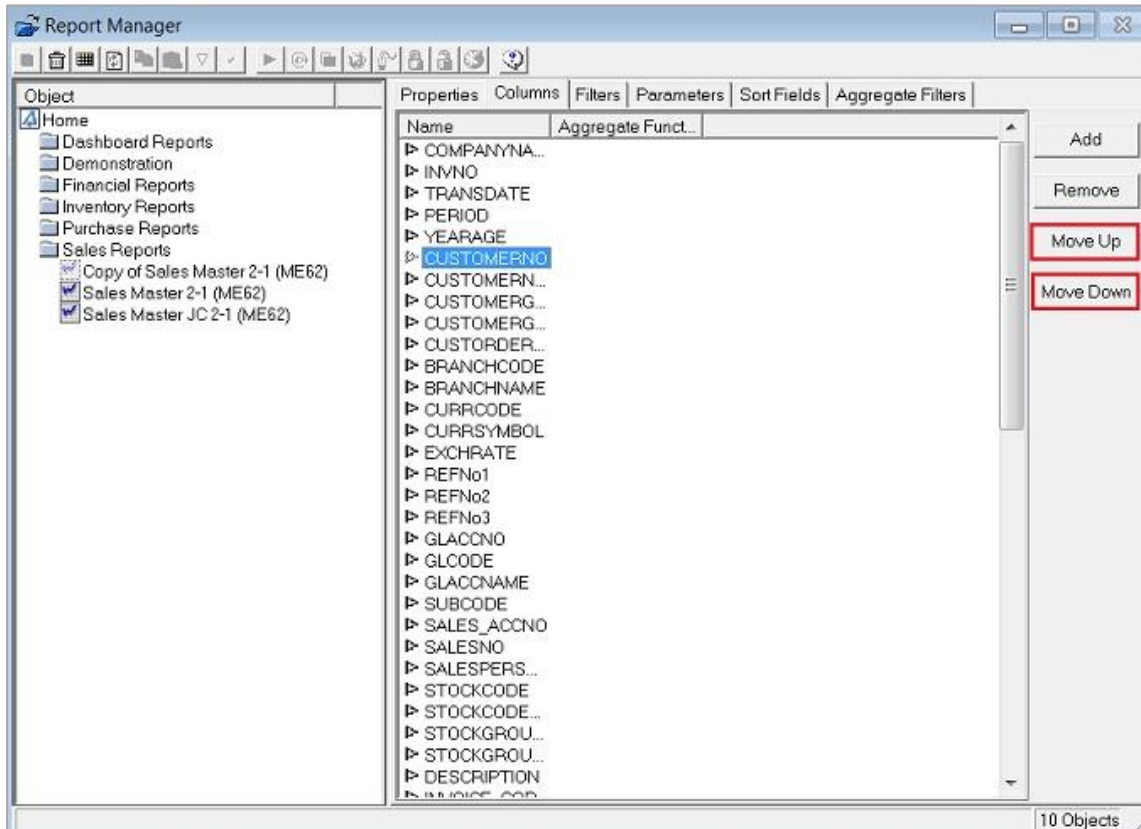 Report Manager
Object
Properties Columns Filters Parameters Sort Fields Aggregate Filters
Home
Dashboard Reports
Demonstration
Financial Reports
Inventory Reports
Purchase Reports
Sales Reports
Copy of Sales Master 2-1 (ME62)
Sales Master 2-1 (ME62)
Sales Master JC 2-1 (ME62)
Name Aggregate Funct...
COMPANYNA...
INVNO
TRANSDATE
PERIOD
YEARAGE
CUSTOMERNO
CUSTOMERN...
CUSTOMERG...
CUSTOMERG...
CUSTORDER...
BRANCHCODE
BRANCHNAME
CURRCODE
CURRSYMBOL
EXCHRATE
REFNo1
REFNo2
REFNo3
GLACCNO
GLCODE
GLACCNAME
SUBCODE
SALES_ACCNO
SALESNO
SALESPERS...
STOCKCODE
STOCKCODE...
STOCKGROU...
STOCKGROU...
DESCRIPTION
Add
Remove
Move Up
Move Down
10 Objects